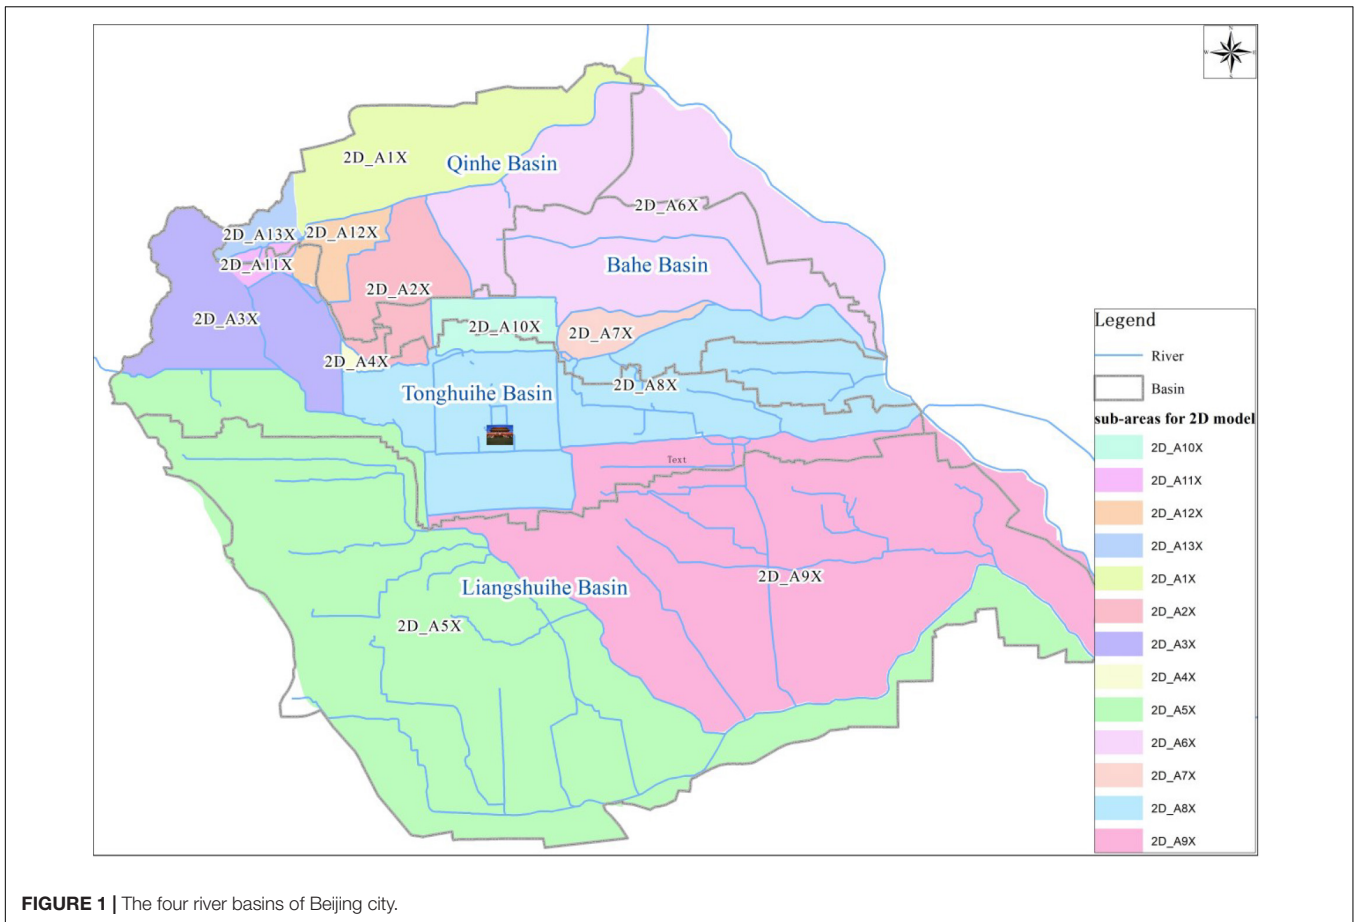 N
W
E
S
2D_A1X
Qinhe Basin
2D_A6X
2D_A13X
2D_A12X
2D_A11X
Bahe Basin
2D_A2X
2D_A3X
2D_A10X
2D_A7X
2D_A4X
2D_A8X
Tonghuihe Basin
Text
2D_A9X
Liangshuihe Basin
2D_A5X
Legend
River
Basin
sub-areas for 2D model
2D_A10X
2D_A11X
2D_A12X
2D_A13X
2D_A1X
2D_A2X
2D_A3X
2D_A4X
2D_A5X
2D_A6X
2D_A7X
2D_A8X
2D_A9X
FIGURE 1 | The four river basins of Beijing city.